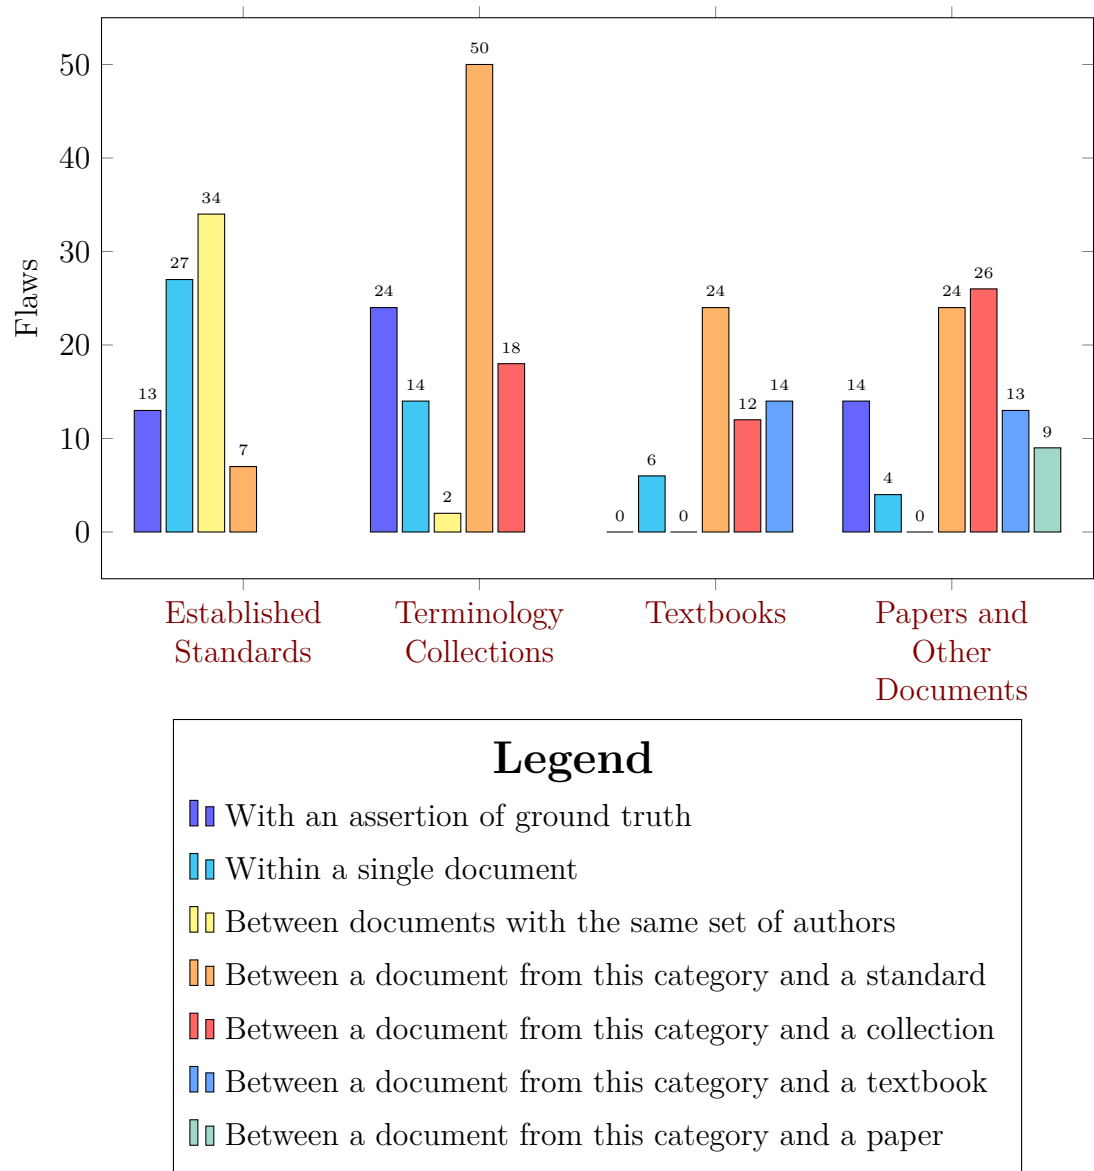 50
40
30
20
10
0
Flaws
13
27
34
7
24
14
2
50
18
0
6
0
24
12
14
14
4
0
24
26
13
9
Established
Standards
Terminology
Collections
Textbooks
Papers and
Other
Documents
Legend
With an assertion of ground truth
Within a single document
Between documents with the same set of authors
Between a document from this category and a standard
Between a document from this category and a collection
Between a document from this category and a textbook
Between a document from this category and a paper